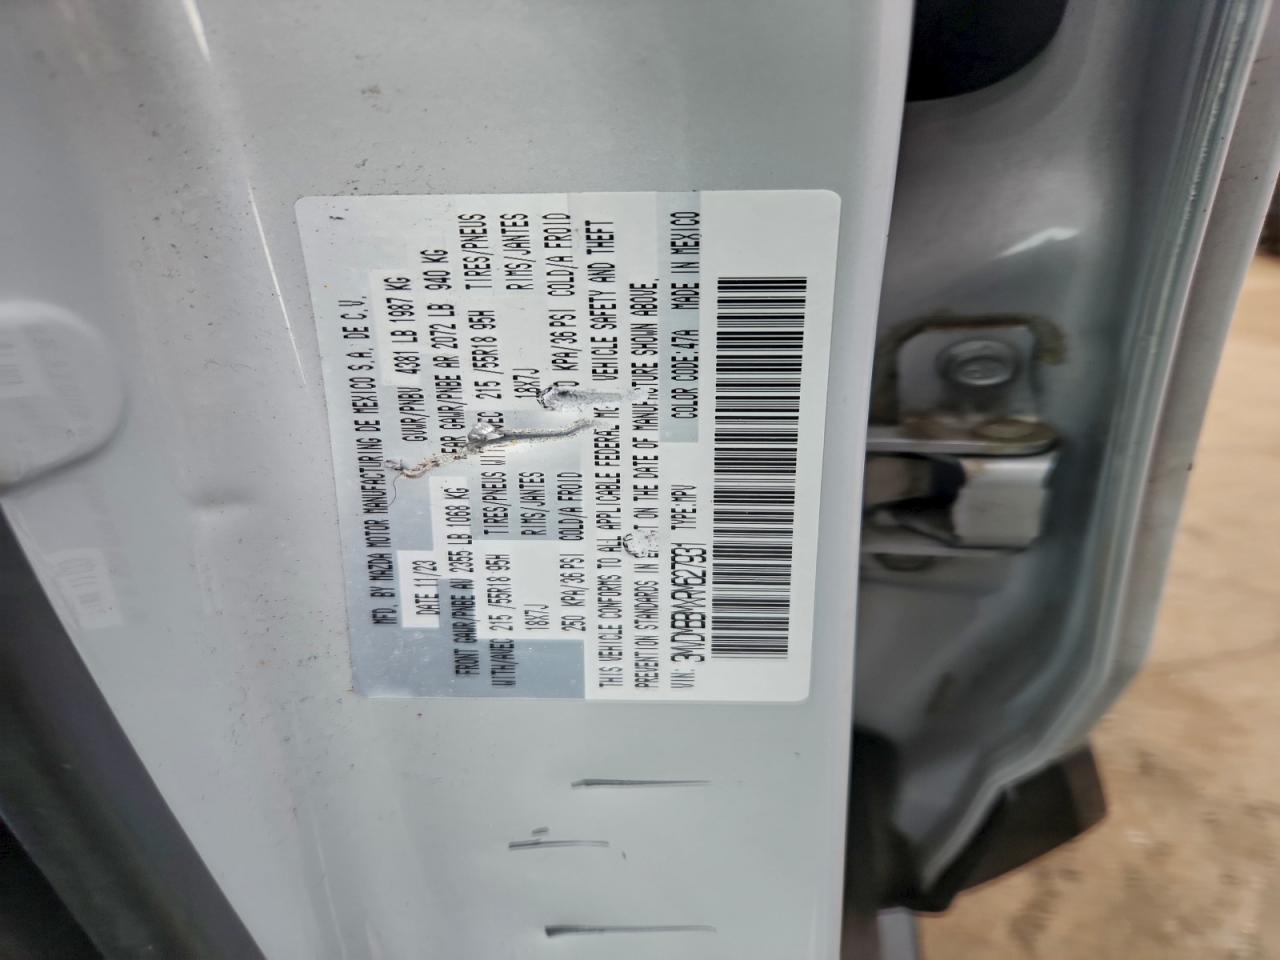 MFD. BY MAZDA MOTOR MANUFACTURING DE MEXICO S.A. DE C.V.
DATE 11/23 GVWR/PNBV 4381 LB 1987 KG
FRONT GAWR/PNBE AV 2355 LB 1068 KG GAWR/PNBE AR 2072 LB 940 KG
WITH/AVEC 215 /55R18 95H TIRES/PNEUS 215 /55R18 95H TIRES/PNEUS
18X7J RIMS/JANTES 18X7J RIMS/JANTES
250 KPA/36 PSI COLD/A FROID KPA/36 PSI COLD/A FROID
THIS VEHICLE CONFORMS TO ALL APPLICABLE FEDERAL VEHICLE SAFETY AND THEFT
PREVENTION STANDARDS IN ON THE DATE OF MANUFACTURE SHOWN ABOVE.
VIN: TYPE:MPV COLOR CODE:47A MADE IN MEXICO